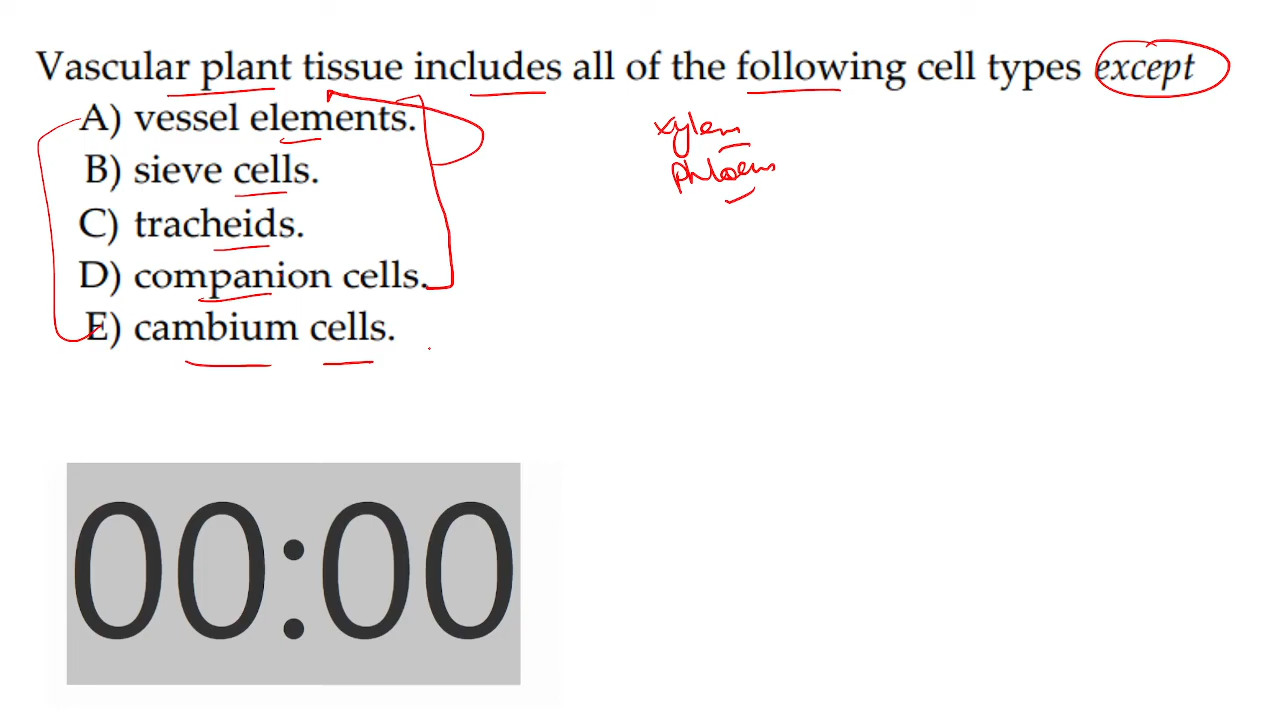 Vascular plant tissue includes all of the following cell types except
A) vessel elements.
xylem
B) sieve cells.
phloem
C) tracheids.
D) companion cells.
E) cambium cells.
00:00